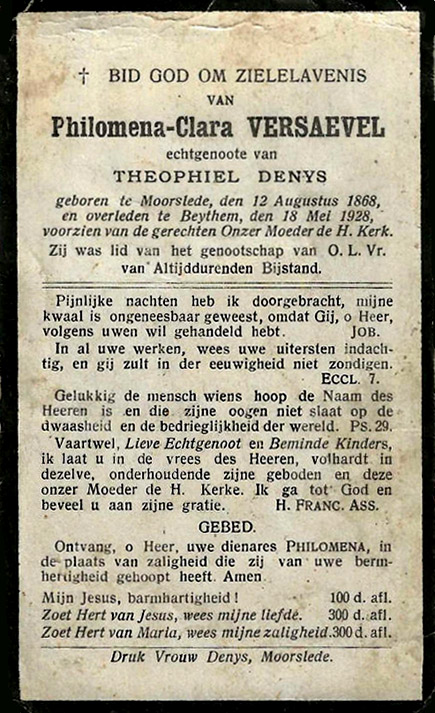 † BID GOD OM ZIELELAVENIS
VAN
Philomena-Clara VERSAEVEL
echtgenoote van
THEOPHIEL DENYS
geboren te Moorslede, den 12 Augustus 1868,
en overleden te Beythem, den 18 Mei 1928,
voorzien van de gerechten Onzer Moeder de H. Kerk.
Zij was lid van het genootschap van O. L. Vr.
van Altijddurenden Bijstand.
Pijnlijke nachten heb ik doorgebracht, mijne
kwaal is ongeneesbaar geweest, omdat Gij, o Heer,
volgens uwen wil gehandeld hebt. JOB.
In al uwe werken, wees uwe uitersten indach-
tig, en gij zult in der eeuwigheid niet zondigen.
ECCL. 7.
Gelukkig de mensch wiens hoop de Naam des
Heeren is en die zijne oogen niet slaat op de
dwaasheid en de bedrieglijkheid der wereld. PS. 29.
Vaartwel, Lieve Echtgenoot en Beminde Kinders,
ik laat u in de vrees des Heeren, volhardt in
dezelve, onderhoudende zijne geboden en deze
onzer Moeder de H. Kerke. Ik ga tot God en
beveel u aan zijne gratie. H. FRANC. ASS.
GEBED.
Ontvang, o Heer, uwe dienares PHILOMENA, in
de plaats van zaligheid die zij van uwe berm-
hertigheid gehoopt heeft. Amen
Mijn Jesus, barmhartigheid ! 100 d. afl.
Zoet Hert van Jesus, wees mijne liefde. 300 d. afl.
Zoet Hert van Maria, wees mijne zaligheid. 300 d. afl.
Druk Vrouw Denys, Moorslede.